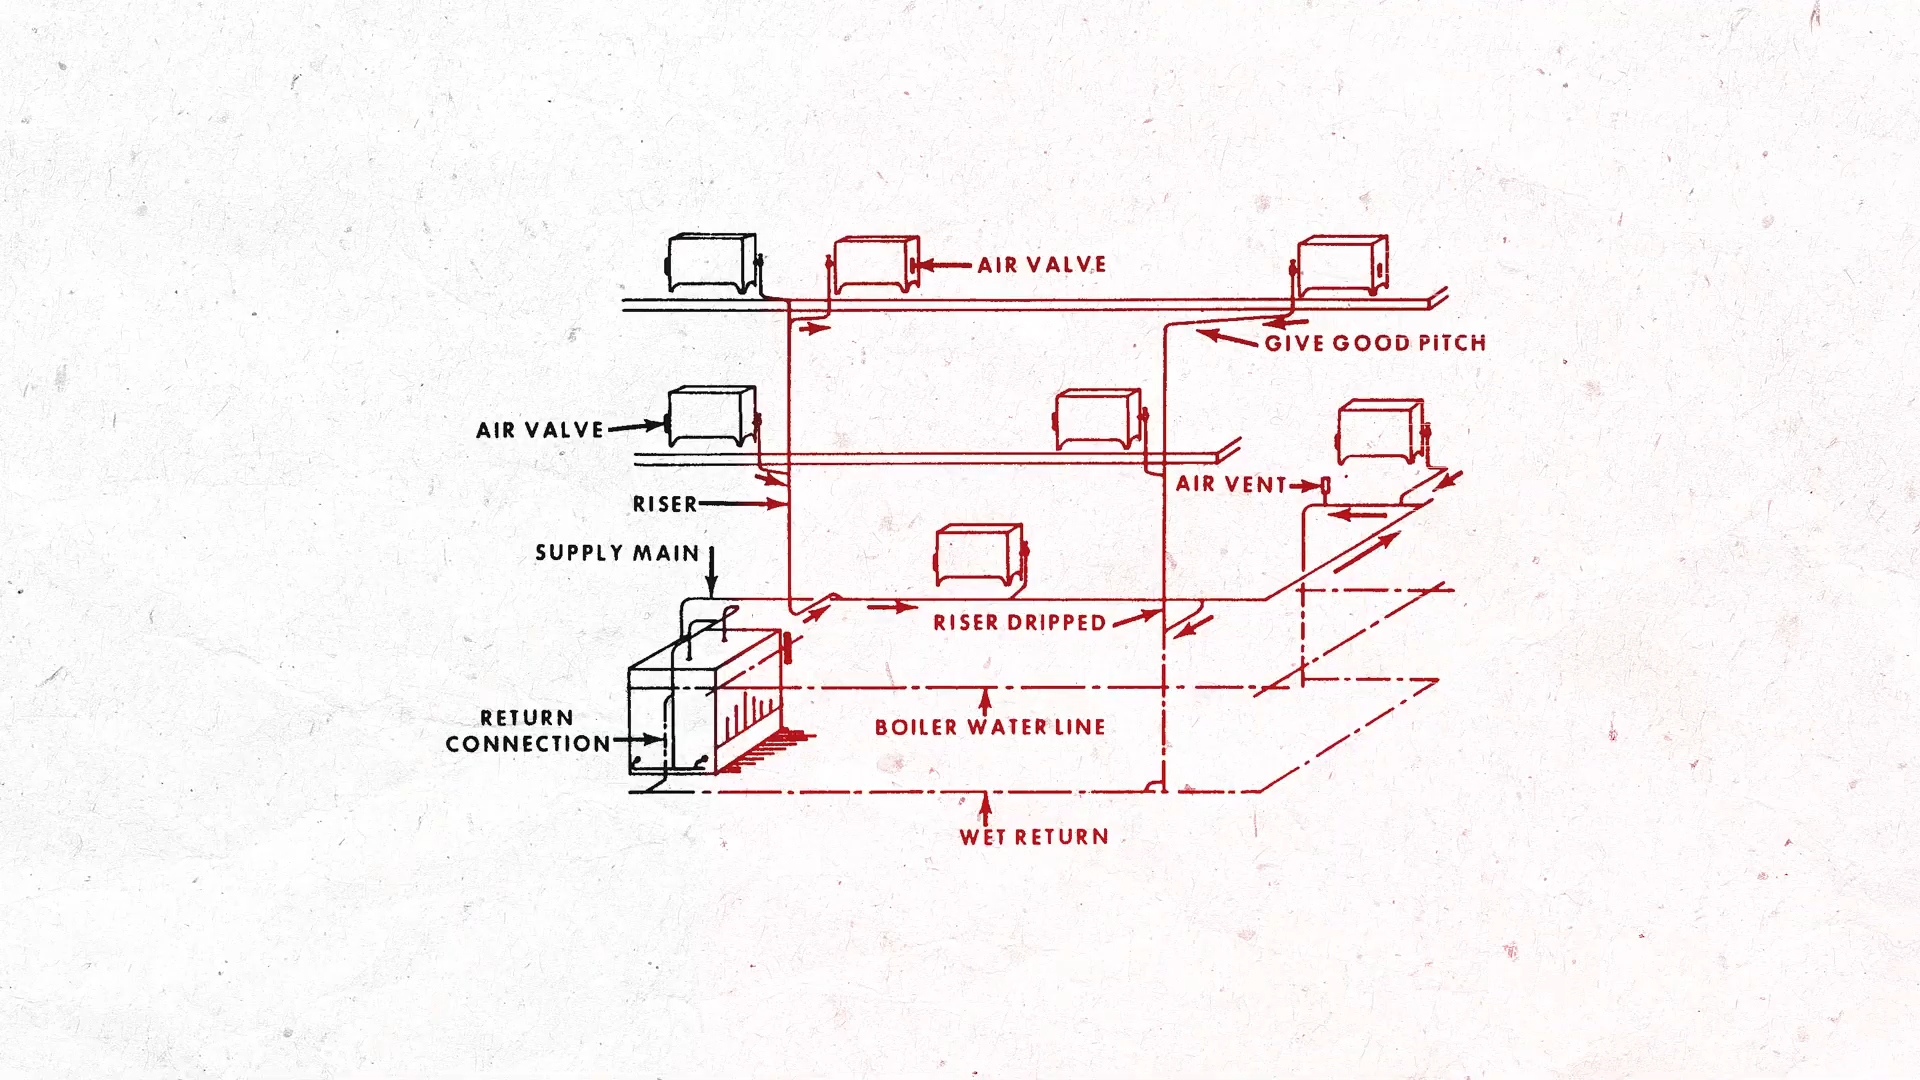 AIR VALVE
GIVE GOOD PITCH
AIR VALVE
AIR VENT
RISER
SUPPLY MAIN
RISER DRIPPED
RETURN
CONNECTION
BOILER WATER LINE
WET RETURN